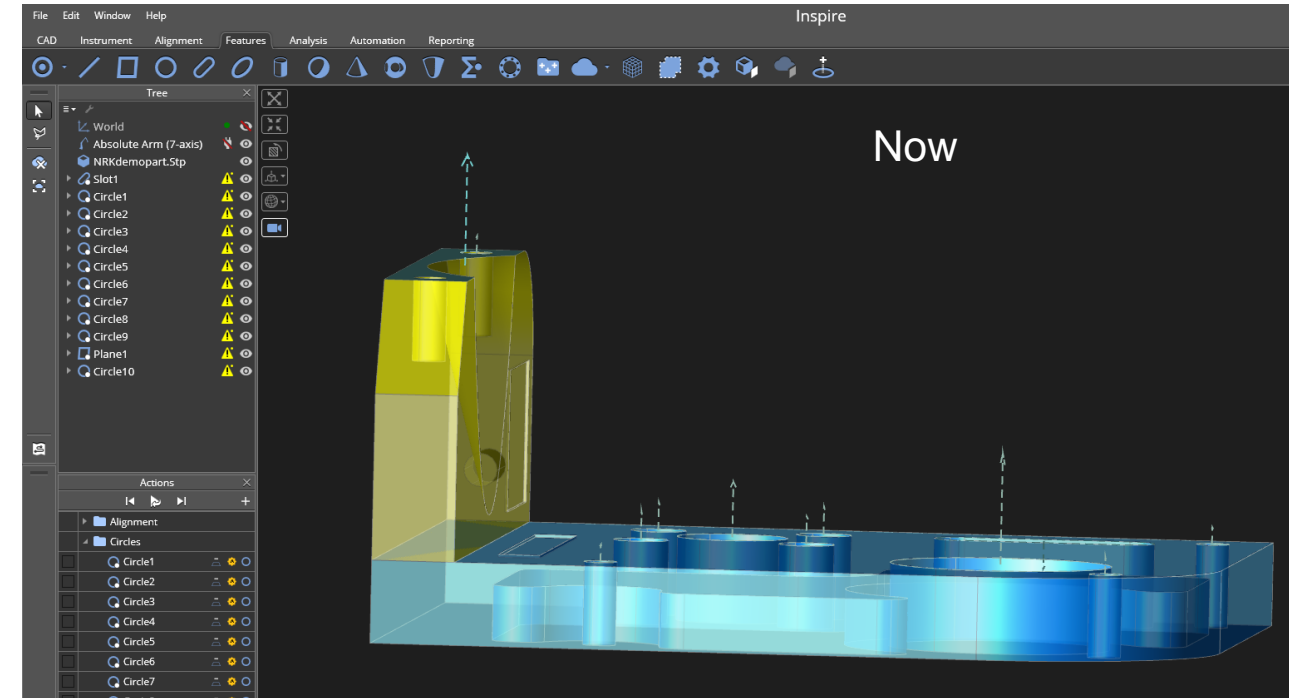 Inspire
File Edit Window Help
CAD Instrument Alignment Features Analysis Automation Reporting
Tree
World
Absolute Arm (7-axis)
NRKdemopart.Stp
Slot1
Circle1
Circle2
Circle3
Circle4
Circle5
Circle6
Circle7
Circle8
Circle9
Plane1
Circle10
Now
Actions
Alignment
Circles
Circle1
Circle2
Circle3
Circle4
Circle5
Circle6
Circle7